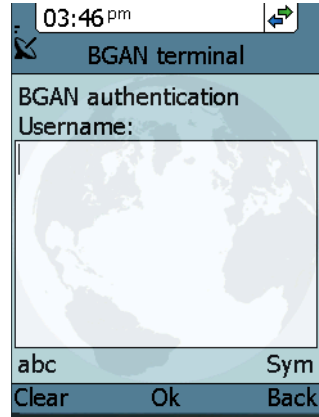 03:46 pm
BGAN terminal
BGAN authentication
Username:
abc Sym
Clear Ok Back